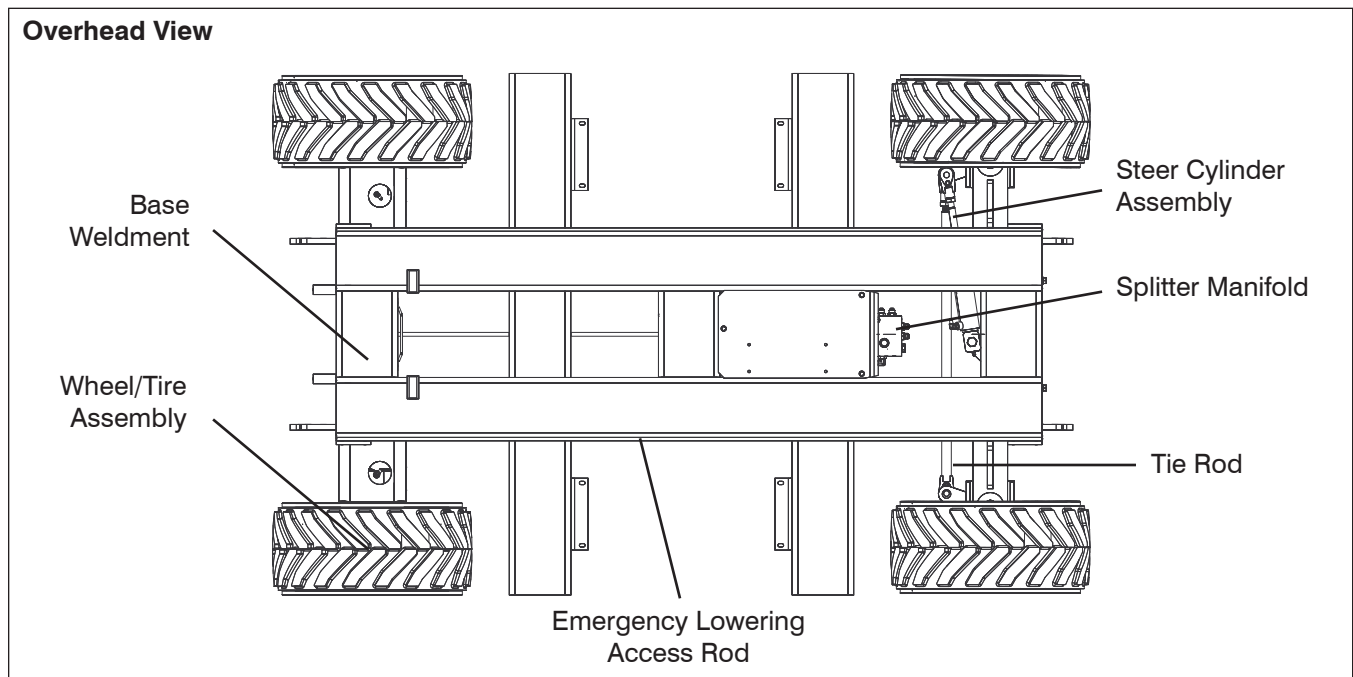 Overhead View
Base
Weldment
Wheel/Tire
Assembly
Steer Cylinder
Assembly
Splitter Manifold
Tie Rod
Emergency Lowering
Access Rod